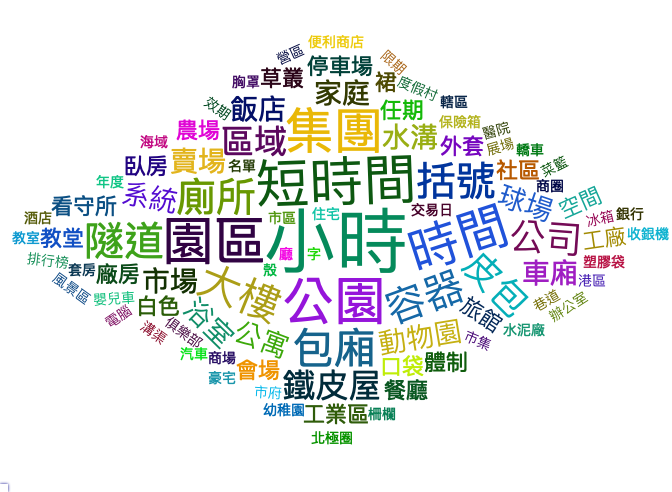 便利商店
營區
停車場
限期
胸罩
草叢
家庭
裙
度假村
效期
飯店
集團
任期
轄區
農場
區域
水溝
保險箱
醫院
海域
外套
展場
轎車
臥房
賣場
名單
短時間
括號
社區
菜籃
年度
系統
廁所
商圈
看守所
球場
空間
酒店
市區
住宅
交易日
冰箱
銀行
教室
教堂
隧道
園區
小時
時間
公司
工廠
收銀機
排行榜
套房
廠房
廳
字
殼
皮包
車廂
塑膠袋
風景區
市場
大樓
公園
容器
港區
嬰兒車
白色
旅館
巷道
辦公室
電腦
溝渠
俱樂部
浴室
公寓
包廂
動物園
市集
水泥廠
汽車
商場
會場
口袋
體制
豪宅
市府
鐵皮屋
餐廳
幼稚園
工業區
柵欄
北極圈